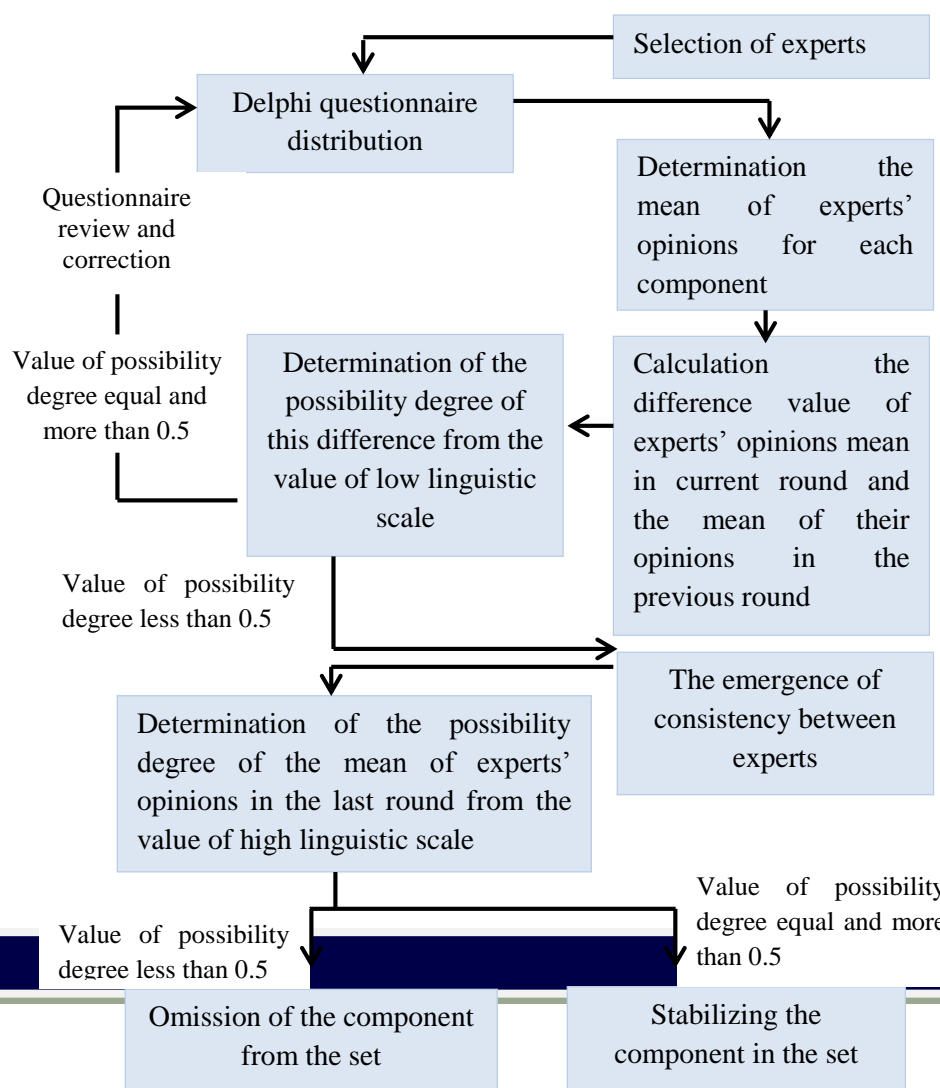 Selection of experts
Delphi questionnaire
distribution
Determination the
mean of experts’
opinions for each
component
Questionnaire
review and
correction
Value of possibility
degree equal and
more than 0.5
Determination of the
possibility degree of
this difference from the
value of low linguistic
scale
Calculation the
difference value of
experts’ opinions mean
in current round and
the mean of their
opinions in the
previous round
Value of possibility
degree less than 0.5
The emergence of
consistency between
experts
Determination of the possibility
degree of the mean of experts’
opinions in the last round from the
value of high linguistic scale
Value of possibility
degree equal and more
than 0.5
Value of possibility
degree less than 0.5
Omission of the component
from the set
Stabilizing the
component in the set